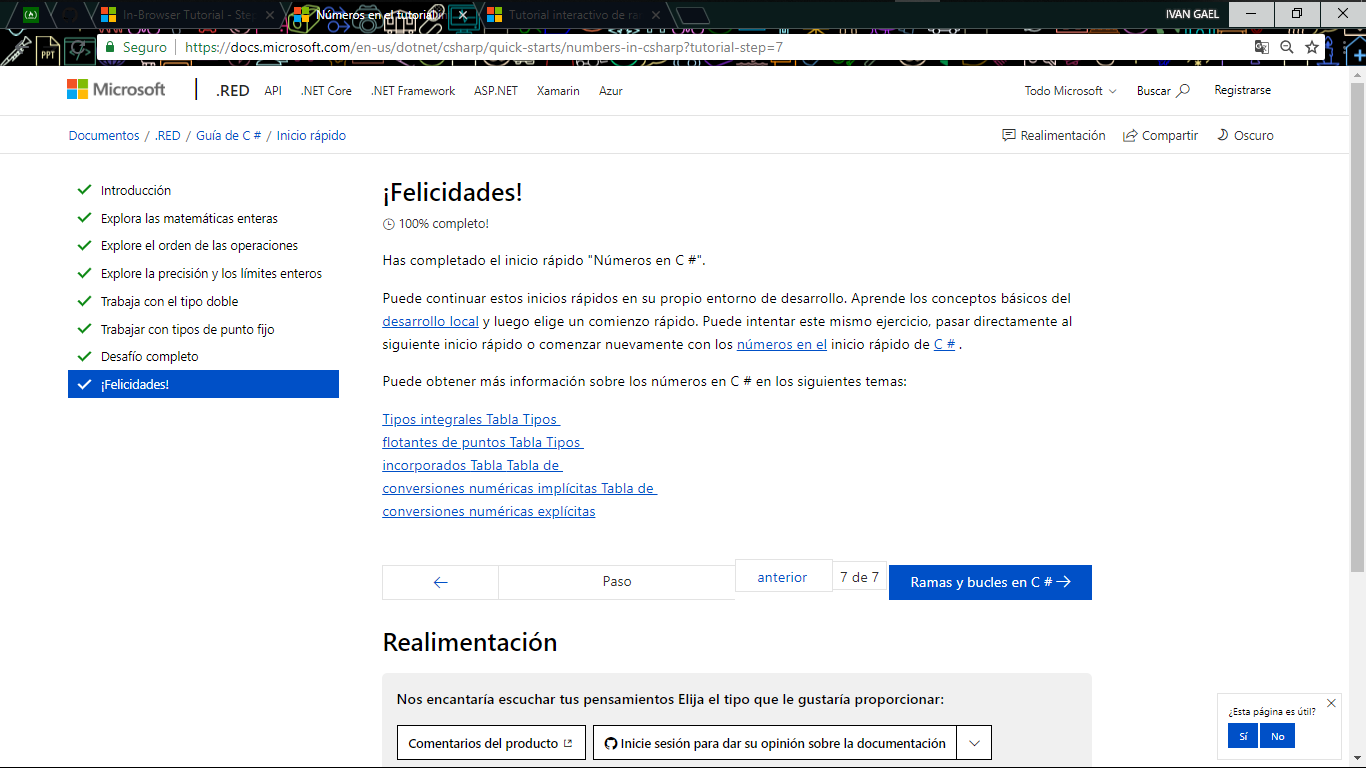 In-Browser Tutorial - Ste
Números en el tutorial in
Tutorial interactivo de ra
IVAN GAEL
PPT
Seguro
https://docs.microsoft.com/en-us/dotnet/csharp/quick-starts/numbers-in-csharp?tutorial-step=7
Microsoft
.RED API .NET Core .NET Framework ASP.NET Xamarin Azur
Todo Microsoft Buscar Registrarse
Documentos / .RED / Guía de C # / Inicio rápido
Realimentación Compartir Oscuro
Introducción
Explora las matemáticas enteras
Explore el orden de las operaciones
Explore la precisión y los límites enteros
Trabaja con el tipo doble
Trabajar con tipos de punto fijo
Desafío completo
¡Felicidades!
¡Felicidades!
100% completo!
Has completado el inicio rápido "Números en C #".
Puede continuar estos inicios rápidos en su propio entorno de desarrollo. Aprende los conceptos básicos del
desarrollo local y luego elige un comienzo rápido. Puede intentar este mismo ejercicio, pasar directamente al
siguiente inicio rápido o comenzar nuevamente con los números en el inicio rápido de C # .
Puede obtener más información sobre los números en C # en los siguientes temas:
Tipos integrales Tabla Tipos
flotantes de puntos Tabla Tipos
incorporados Tabla Tabla de
conversiones numéricas implícitas Tabla de
conversiones numéricas explícitas
Paso anterior 7 de 7 Ramas y bucles en C #
Realimentación
Nos encantaría escuchar tus pensamientos Elija el tipo que le gustaría proporcionar:
Comentarios del producto Inicie sesión para dar su opinión sobre la documentación
¿Esta página es útil?
Sí No